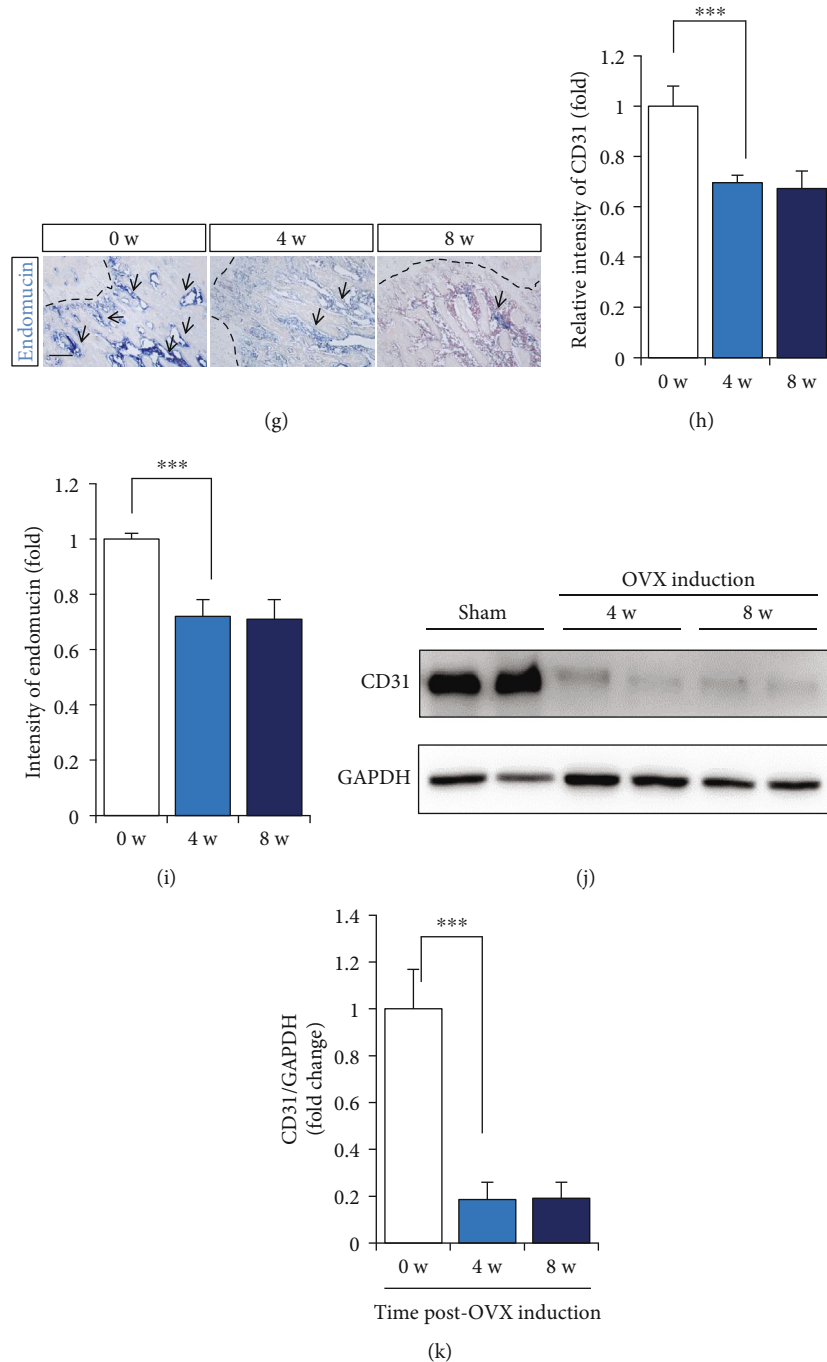 0 w 4 w 8 w
Endomucin
(g)
***
Relative intensity of CD31 (fold)
1.2
1
0.8
0.6
0.4
0.2
0
0 w 4 w 8 w
(h)
***
Intensity of endomucin (fold)
1.2
1
0.8
0.6
0.4
0.2
0
0 w 4 w 8 w
(i)
OVX induction
Sham 4 w 8 w
CD31
GAPDH
(j)
***
CD31/GAPDH
(fold change)
1.4
1.2
1
0.8
0.6
0.4
0.2
0
0 w 4 w 8 w
Time post-OVX induction
(k)